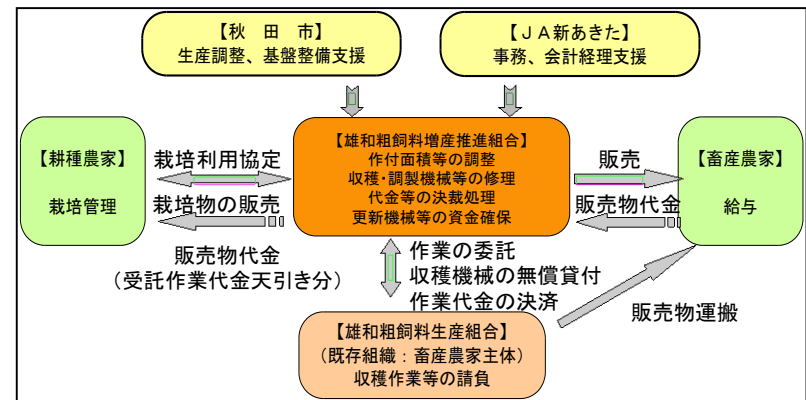 【秋　田　市】
生産調整、基盤整備支援
【ＪＡ新あきた】
事務、会計経理支援
【耕種農家】
栽培管理
栽培利用協定
栽培物の販売
販売物代金
（受託作業代金天引き分）
【雄和粗飼料増産推進組合】
作付面積等の調整
収穫・調製機械等の修理
代金等の決裁処理
更新機械等の資金確保
販売
販売物代金
【畜産農家】
給与
作業の委託
収穫機械の無償貸付
作業代金の決済
販売物運搬
【雄和粗飼料生産組合】
（既存組織：畜産農家主体）
収穫作業等の請負